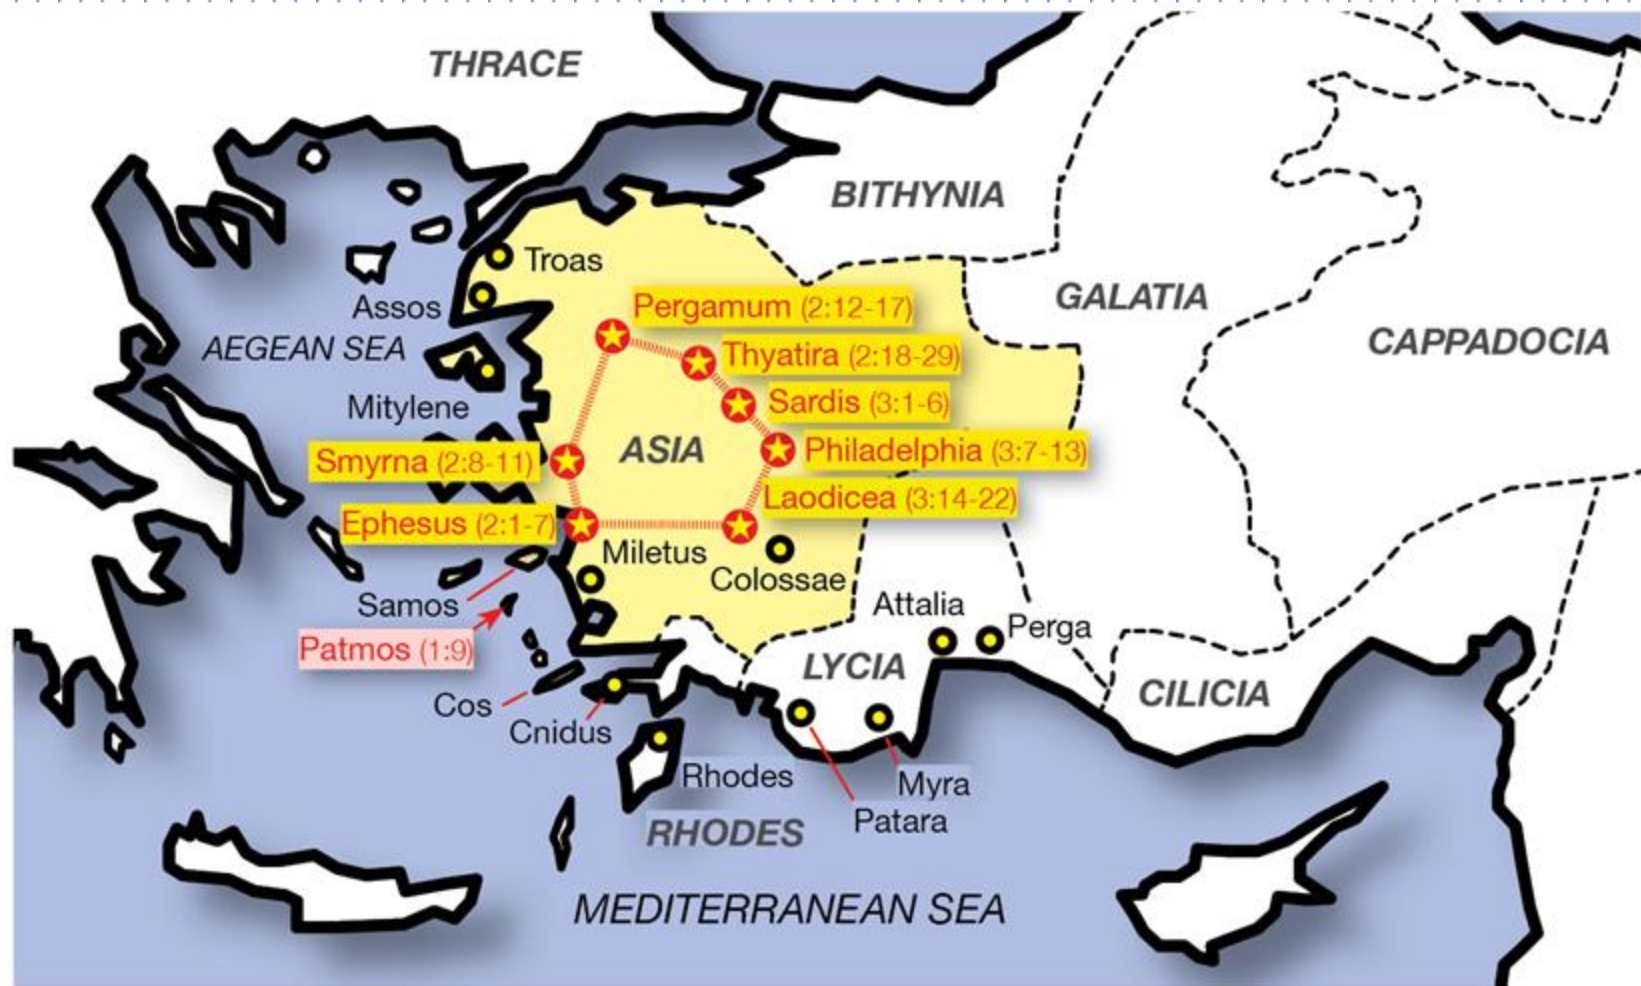 THRACE
BITHYNIA
Troas
Assos
Pergamum (2:12-17)
GALATIA
AEGEAN SEA
Thyatira (2:18-29)
CAPPADOCIA
Mitylene
Sardis (3:1-6)
ASIA
Smyrna (2:8-11)
Philadelphia (3:7-13)
Laodicea (3:14-22)
Ephesus (2:1-7)
Miletus
Colossae
Samos
Attalia
Perga
Patmos (1:9)
LYCIA
CILICIA
Cos
Cnidus
Rhodes
Myra
Patara
RHODES
MEDITERRANEAN SEA